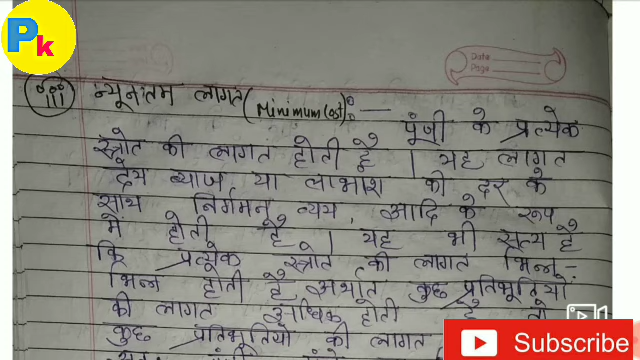 Pk
Date
Page
iii
न्यूनतम लागत (Minimum Cost) :- पूंजी के प्रत्येक
स्त्रोत की लागत होती है । यह लागत
देय ब्याज या लाभांश की दर के
साथ निर्गमन व्यय, आदि के रूप
मे होती है । यह भी सत्य है
कि प्रत्येक स्त्रोत की लागत भिन्न-
भिन्न होती है अर्थात कुछ प्रतिभूतियो
की लागत अधिक होती है तो
कुछ प्रतिभूतियो की लागत
Subscribe